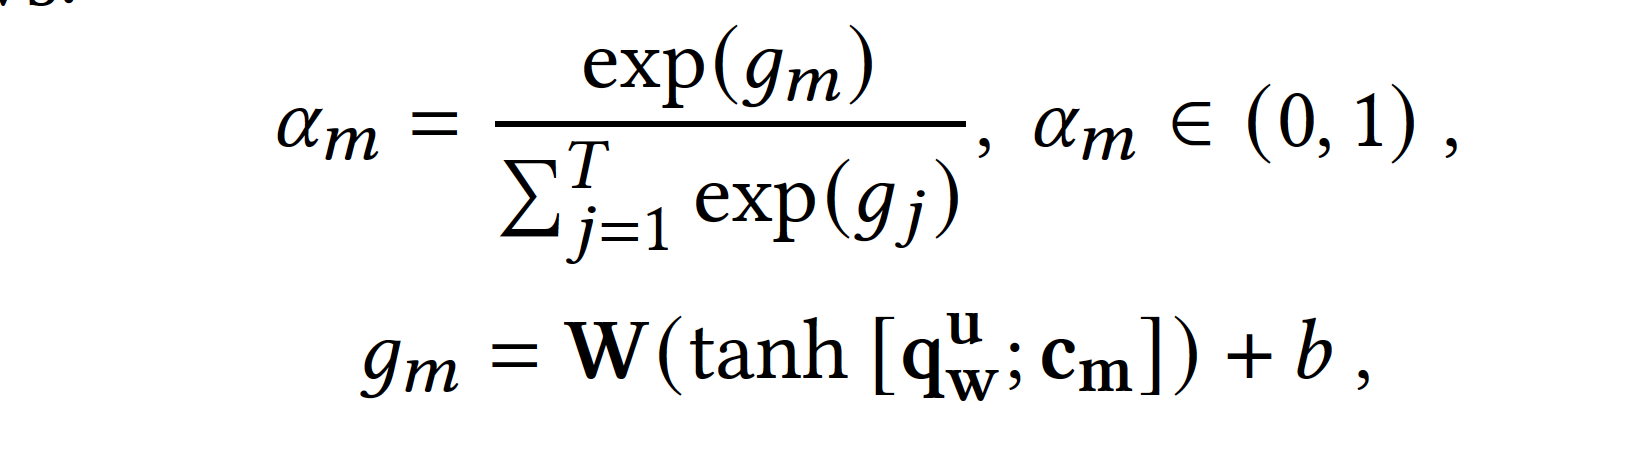 α_m = exp(g_m) / ∑_{j=1}^{T} exp(g_j), α_m ∈ (0, 1) ,
g_m = W(tanh [q_w^u; c_m]) + b ,